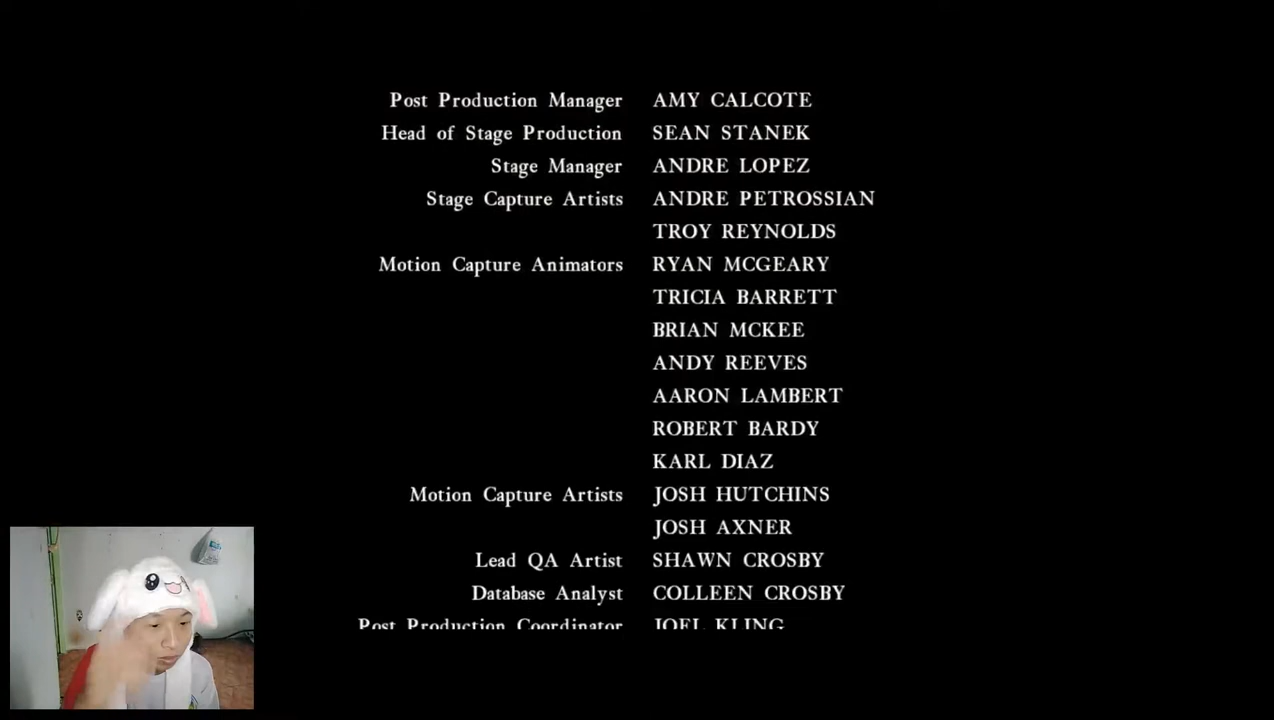 Post Production Manager AMY CALCOTE
Head of Stage Production SEAN STANEK
Stage Manager ANDRE LOPEZ
Stage Capture Artists ANDRE PETROSSIAN
TROY REYNOLDS
Motion Capture Animators RYAN MCGEARY
TRICIA BARRETT
BRIAN MCKEE
ANDY REEVES
AARON LAMBERT
ROBERT BARDY
KARL DIAZ
Motion Capture Artists JOSH HUTCHINS
JOSH AXNER
Lead QA Artist SHAWN CROSBY
Database Analyst COLLEEN CROSBY
Post Production Coordinator JOEL KLING